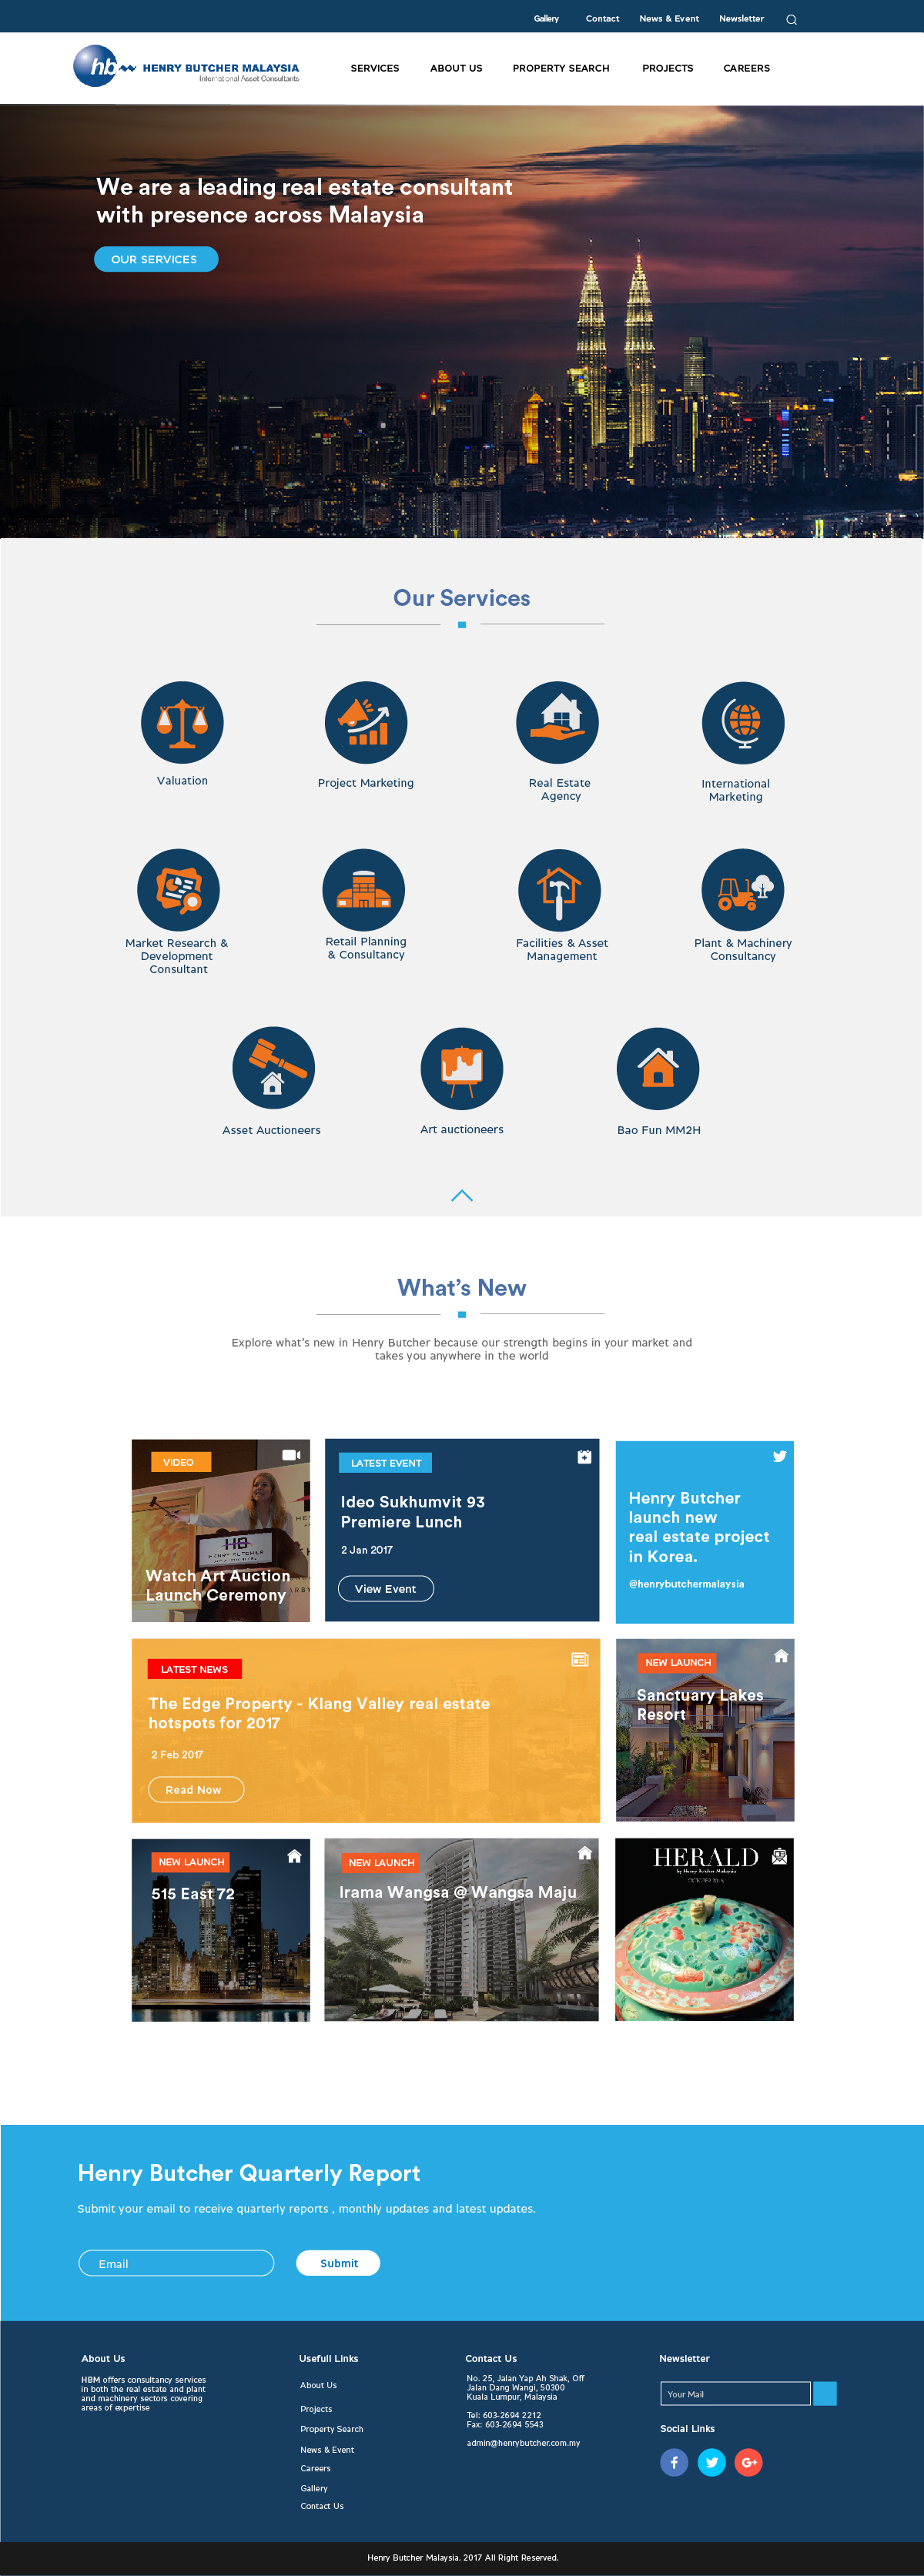 Gallery Contact News & Event Newsletter
hb HENRY BUTCHER MALAYSIA
International Asset Consultants
SERVICES ABOUT US PROPERTY SEARCH PROJECTS CAREERS
We are a leading real estate consultant
with presence across Malaysia
OUR SERVICES
Our Services
Valuation
Project Marketing
Real Estate
Agency
International
Marketing
Market Research &
Development
Consultant
Retail Planning
& Consultancy
Facilities & Asset
Management
Plant & Machinery
Consultancy
Asset Auctioneers
Art auctioneers
Bao Fun MM2H
What's New
Explore what's new in Henry Butcher because our strength begins in your market and
takes you anywhere in the world
VIDEO
HB
HENRY BUTCHER
Watch Art Auction
Launch Ceremony
LATEST EVENT
Ideo Sukhumvit 93
Premiere Lunch
2 Jan 2017
View Event
Henry Butcher
launch new
real estate project
in Korea.
@henrybutchermalaysia
LATEST NEWS
The Edge Property - Klang Valley real estate
hotspots for 2017
2 Feb 2017
Read Now
NEW LAUNCH
Sanctuary Lakes
Resort
NEW LAUNCH
515 East 72
NEW LAUNCH
Irama Wangsa @ Wangsa Maju
HERALD
by Henry Butcher Malaysia
Henry Butcher Quarterly Report
Submit your email to receive quarterly reports , monthly updates and latest updates.
Email
Submit
About Us
HBM offers consultancy services
in both the real estate and plant
and machinery sectors covering
areas of expertise
Usefull Links
About Us
Projects
Property Search
News & Event
Careers
Gallery
Contact Us
Contact Us
No. 25, Jalan Yap Ah Shak, Off
Jalan Dang Wangi, 50300
Kuala Lumpur, Malaysia
Tel: 603-2694 2212
Fax: 603-2694 5543
admin@henrybutcher.com.my
Newsletter
Your Mail
Social Links
Henry Butcher Malaysia. 2017 All Right Reserved.